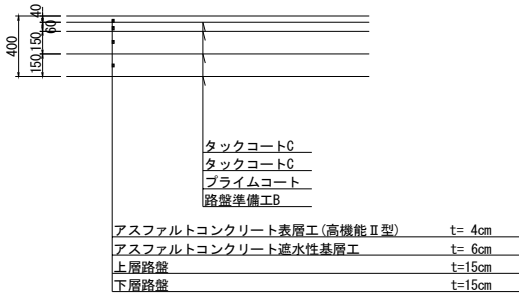 40
60
400
150
150
タックコートC
タックコートC
プライムコート
路盤準備工B
アスファルトコンクリート表層工(高機能Ⅱ型) t= 4cm
アスファルトコンクリート遮水性基層工 t= 6cm
上層路盤 t=15cm
下層路盤 t=15cm